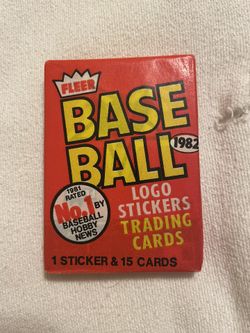 FLEER
BASE
BALL
1982
1981
RATED
No.1 BY
BASEBALL
HOBBY
NEWS
LOGO
STICKERS
TRADING
CARDS
1 STICKER & 15 CARDS